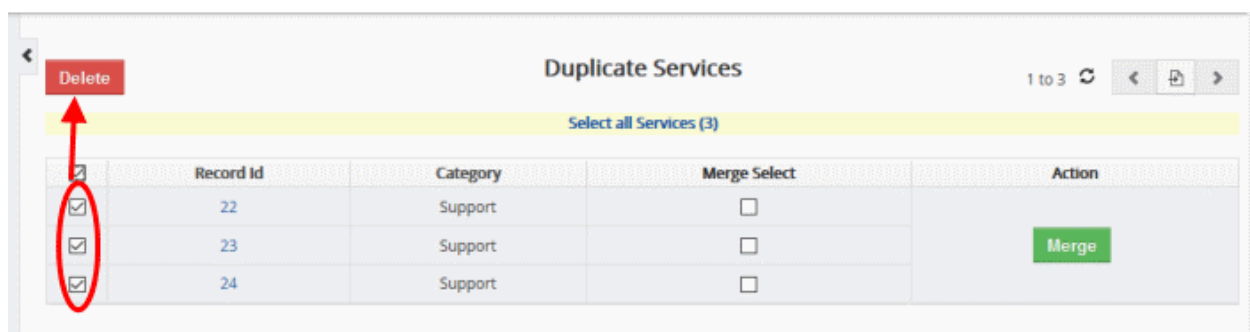 Delete
Duplicate Services
1 to 3
Select all Services (3)
Record Id Category Merge Select Action
22 Support
23 Support Merge
24 Support